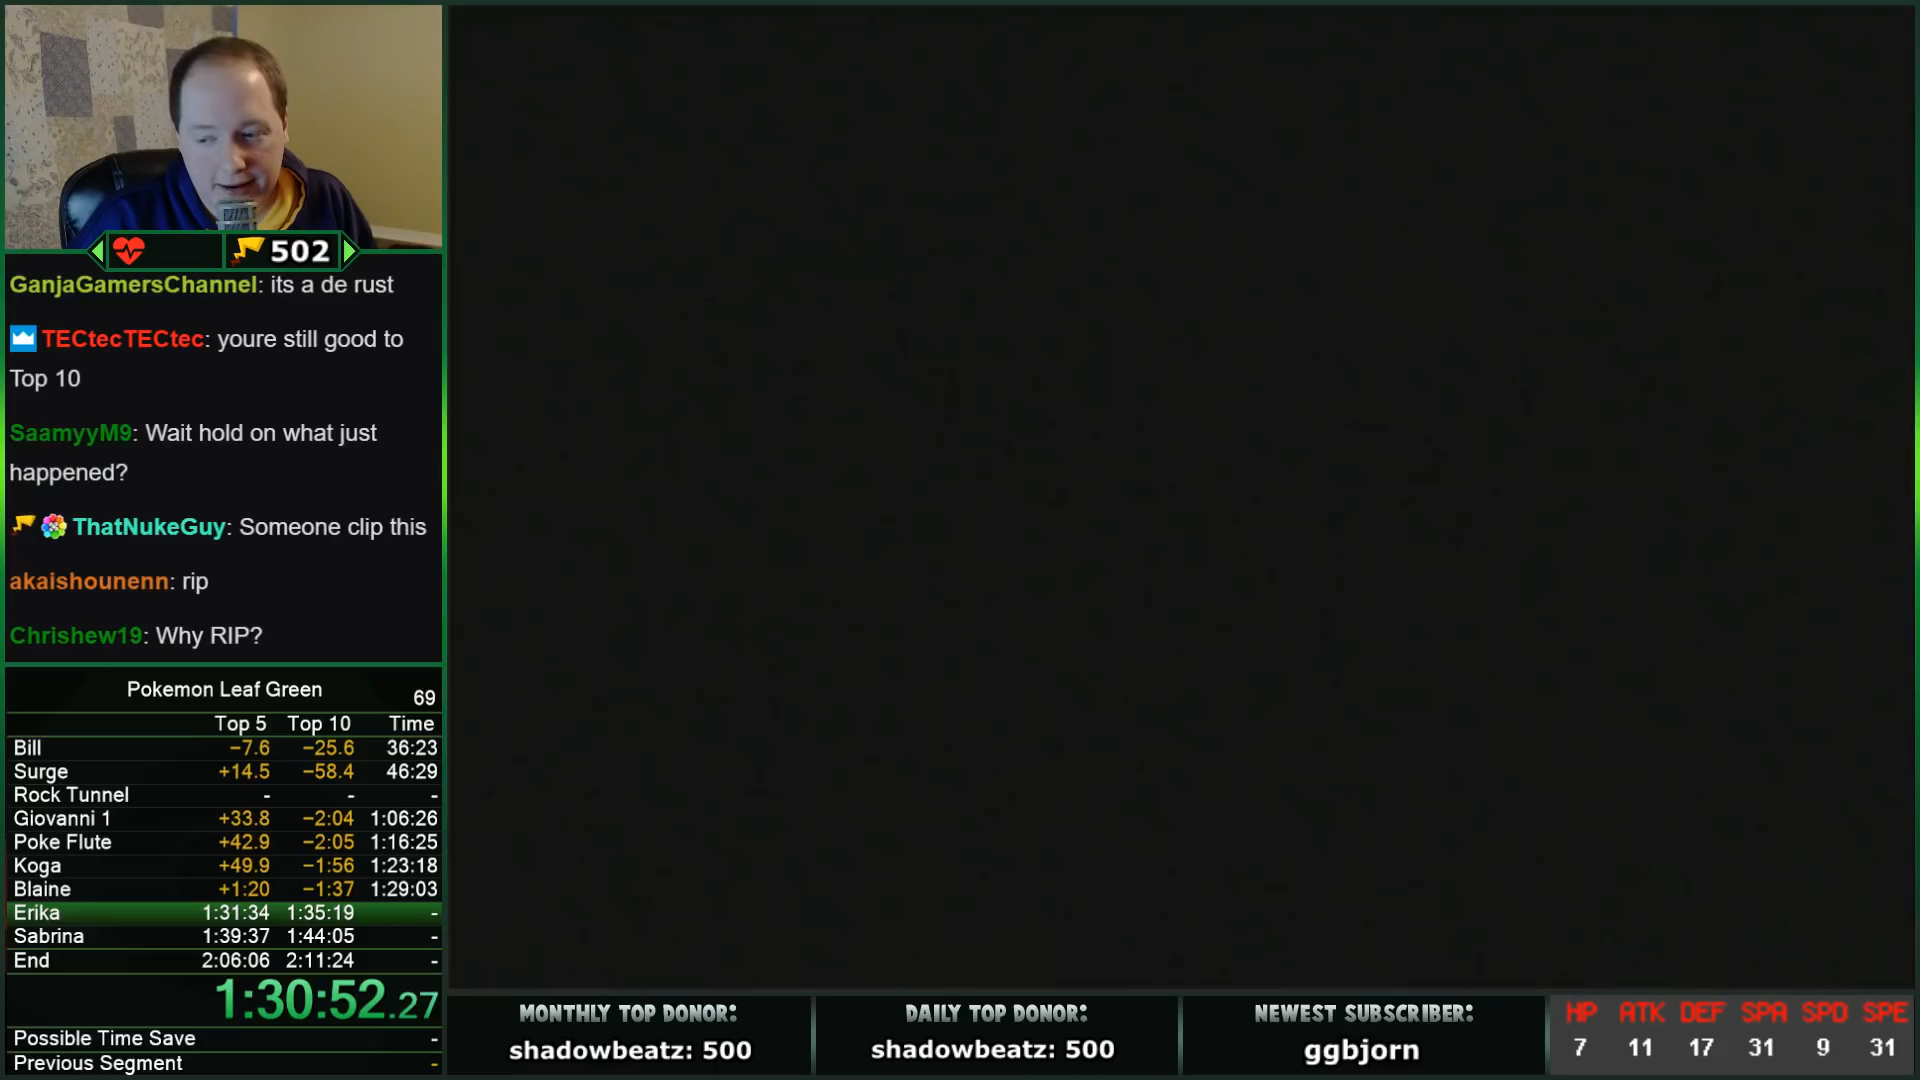 502
GanjaGamersChannel: its a de rust
TECtecTECtec: youre still good to
Top 10
SaamyyM9: Wait hold on what just
happened?
ThatNukeGuy: Someone clip this
akaishounenn: rip
Chrishew19: Why RIP?
Pokemon Leaf Green 69
Top 5 Top 10 Time
Bill −7.6 −25.6 36:23
Surge +14.5 −58.4 46:29
Rock Tunnel - - -
Giovanni 1 +33.8 −2:04 1:06:26
Poke Flute +42.9 −2:05 1:16:25
Koga +49.9 −1:56 1:23:18
Blaine +1:20 −1:37 1:29:03
Erika 1:31:34 1:35:19 -
Sabrina 1:39:37 1:44:05 -
End 2:06:06 2:11:24 -
1:30:52.27
Possible Time Save -
Previous Segment -
MONTHLY TOP DONOR:
shadowbeatz: 500
DAILY TOP DONOR:
shadowbeatz: 500
NEWEST SUBSCRIBER:
ggbjorn
HP ATK DEF SPA SPD SPE
7 11 17 31 9 31